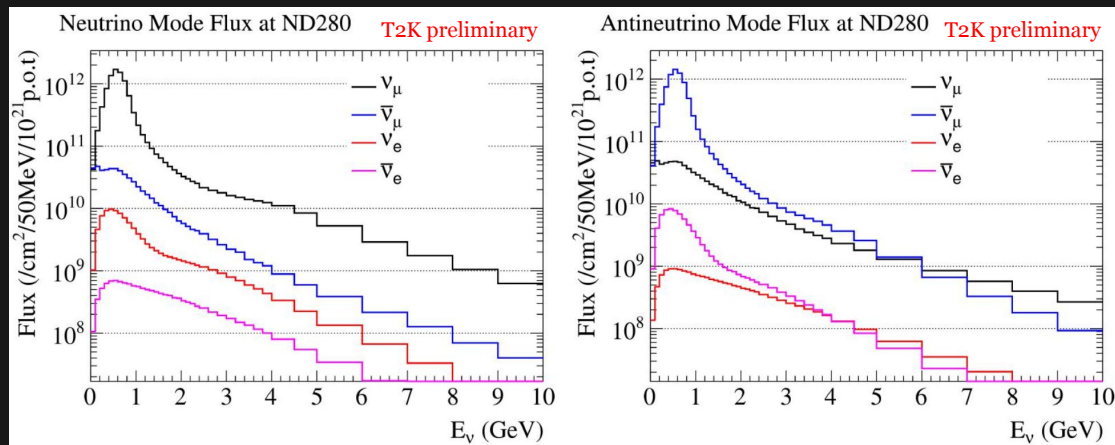 Neutrino Mode Flux at ND280
T2K preliminary
Flux (/cm²/50MeV/10²¹p.o.t)
10¹²
10¹¹
10¹⁰
10⁹
10⁸
ν_μ
ν̅_μ
ν_e
ν̅_e
0 1 2 3 4 5 6 7 8 9 10
E_ν (GeV)
Antineutrino Mode Flux at ND280
T2K preliminary
Flux (/cm²/50MeV/10²¹p.o.t)
10¹²
10¹¹
10¹⁰
10⁹
10⁸
ν_μ
ν̅_μ
ν_e
ν̅_e
0 1 2 3 4 5 6 7 8 9 10
E_ν (GeV)